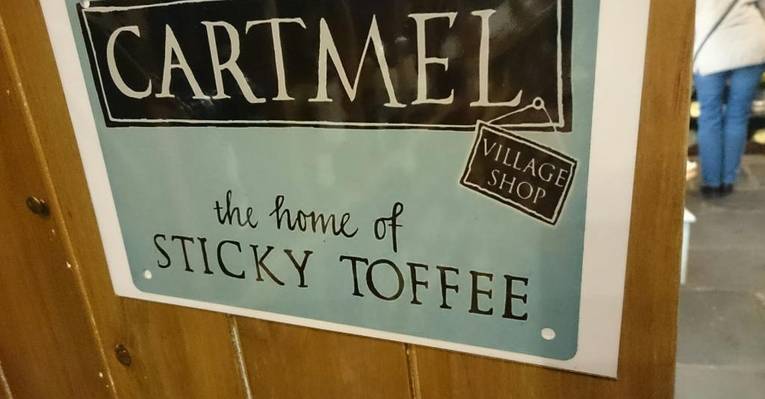 CARTMEL
VILLAGE
SHOP
the home of
STICKY TOFFEE